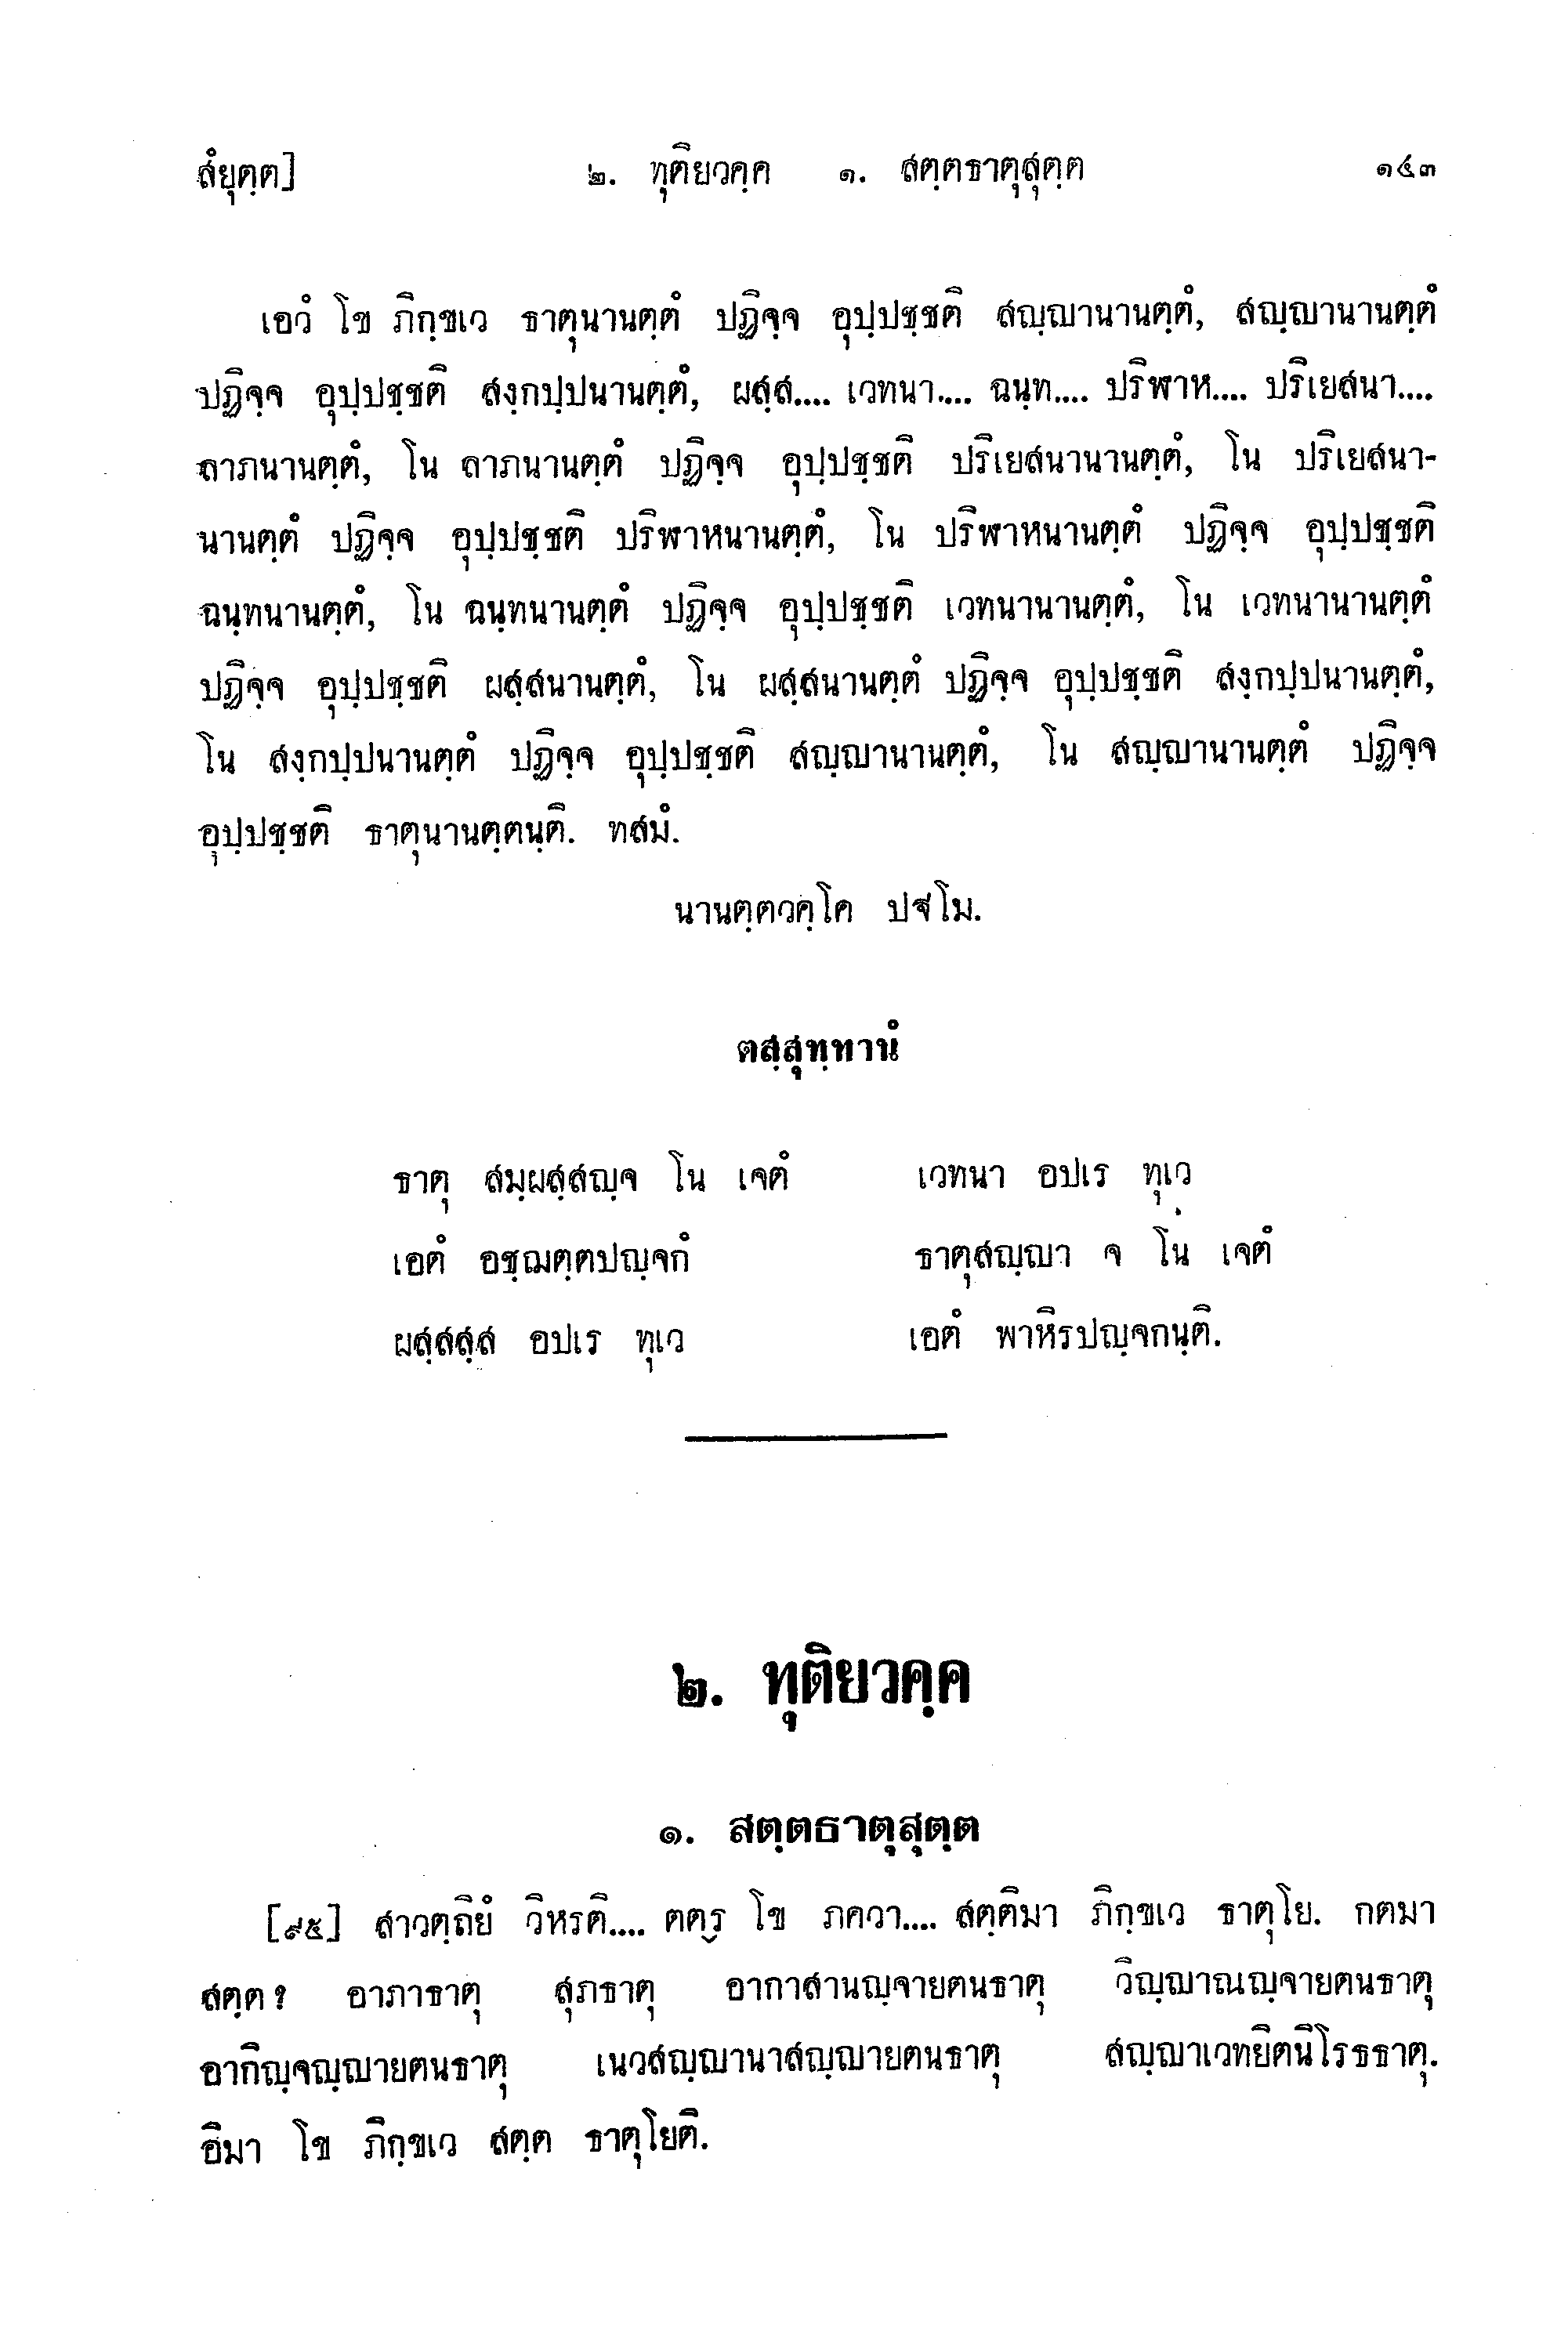 สํยุตฺต] ๒. ทุติยวคฺค ๑. สตฺตธาตุสุตฺต ๑๔๓
เอวํ โข ภิกฺขเว ธาตุนานตฺตํ ปฏิจฺจ อุปฺปชฺชติ สญฺญานานตฺตํ, สญฺญานานตฺตํ
ปฏิจฺจ อุปฺปชฺชติ สงฺกปฺปนานตฺตํ, ผสฺส.... เวทนา.... ฉนฺท.... ปริฬาห.... ปริเยสนา....
ลาภนานตฺตํ, โน ลาภนานตฺตํ ปฏิจฺจ อุปฺปชฺชติ ปริเยสนานานตฺตํ, โน ปริเยสนา-
นานตฺตํ ปฏิจฺจ อุปฺปชฺชติ ปริฬาหนานตฺตํ, โน ปริฬาหนานตฺตํ ปฏิจฺจ อุปฺปชฺชติ
ฉนฺทนานตฺตํ, โน ฉนฺทนานตฺตํ ปฏิจฺจ อุปฺปชฺชติ เวทนานานตฺตํ, โน เวทนานานตฺตํ
ปฏิจฺจ อุปฺปชฺชติ ผสฺสนานตฺตํ, โน ผสฺสนานตฺตํ ปฏิจฺจ อุปฺปชฺชติ สงฺกปฺปนานตฺตํ,
โน สงฺกปฺปนานตฺตํ ปฏิจฺจ อุปฺปชฺชติ สญฺญานานตฺตํ, โน สญฺญานานตฺตํ ปฏิจฺจ
อุปฺปชฺชติ ธาตุนานตฺตนฺติ. ทสมํ.
นานตฺตวคฺโค ปฐโม.
ตสฺสุทฺทานํ
ธาตุ สมฺผสฺสญฺจ โน เจตํ เวทนา อปเร ทุเว
เอตํ อชฺฌตฺตปญฺจกํ ธาตุสญฺญา จ โน เจตํ
ผสฺสสฺส อปเร ทุเว เอตํ พาหิรปญฺจกนฺติ.
๒. ทุติยวคฺค
๑. สตฺตธาตุสุตฺต
[๙๕] สาวตฺถิยํ วิหรติ.... ตตฺร โข ภควา.... สตฺติมา ภิกฺขเว ธาตุโย. กตมา
สตฺต? อาภาธาตุ สุภธาตุ อากาสานญฺจายตนธาตุ วิญฺญาณญฺจายตนธาตุ
อากิญฺจญฺญายตนธาตุ เนวสญฺญานาสญฺญายตนธาตุ สญฺญาเวทยิตนิโรธธาตุ.
อิมา โข ภิกฺขเว สตฺต ธาตุโยติ.